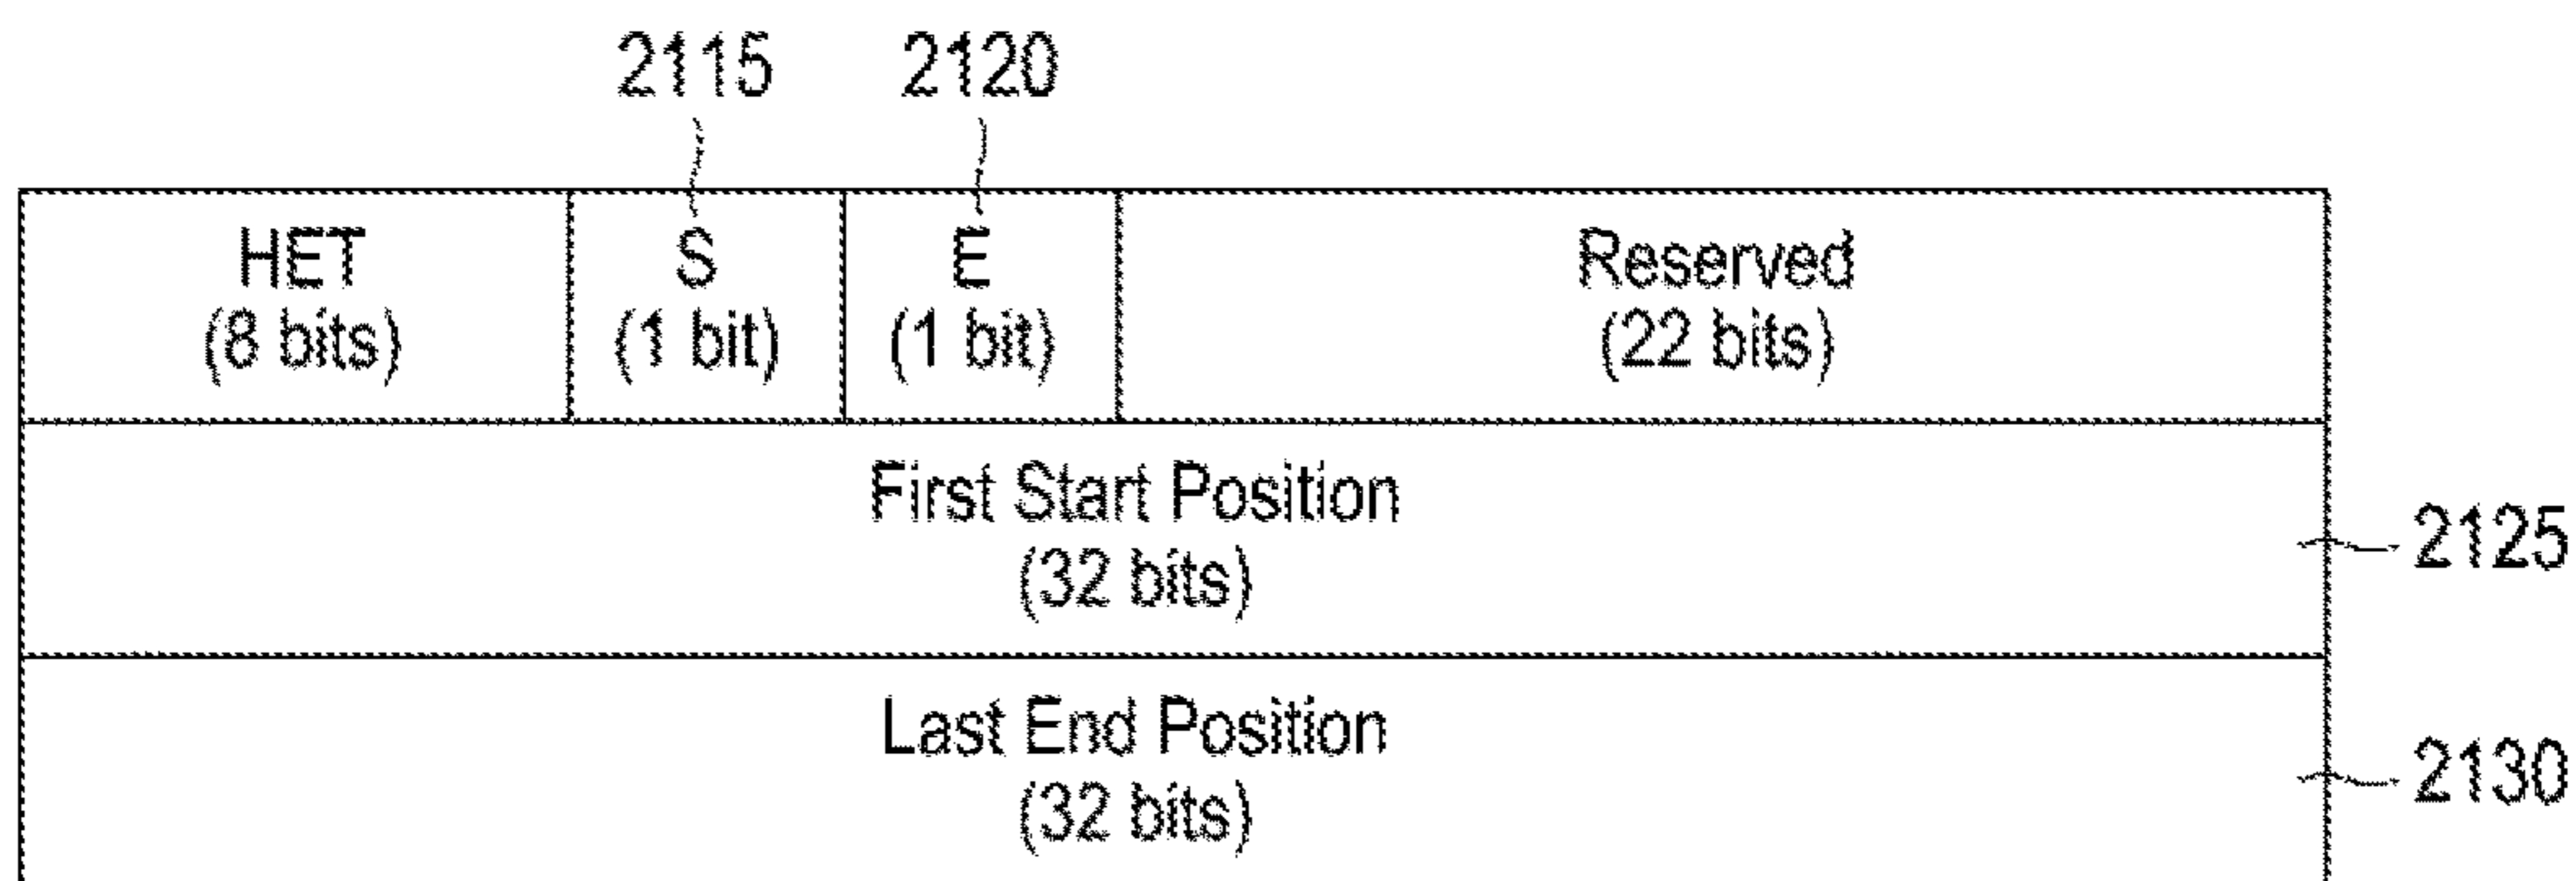 2115 2120
HET S E Reserved
(8 bits) (1 bit) (1 bit) (22 bits)
First Start Position
(32 bits) 2125
Last End Position
(32 bits) 2130